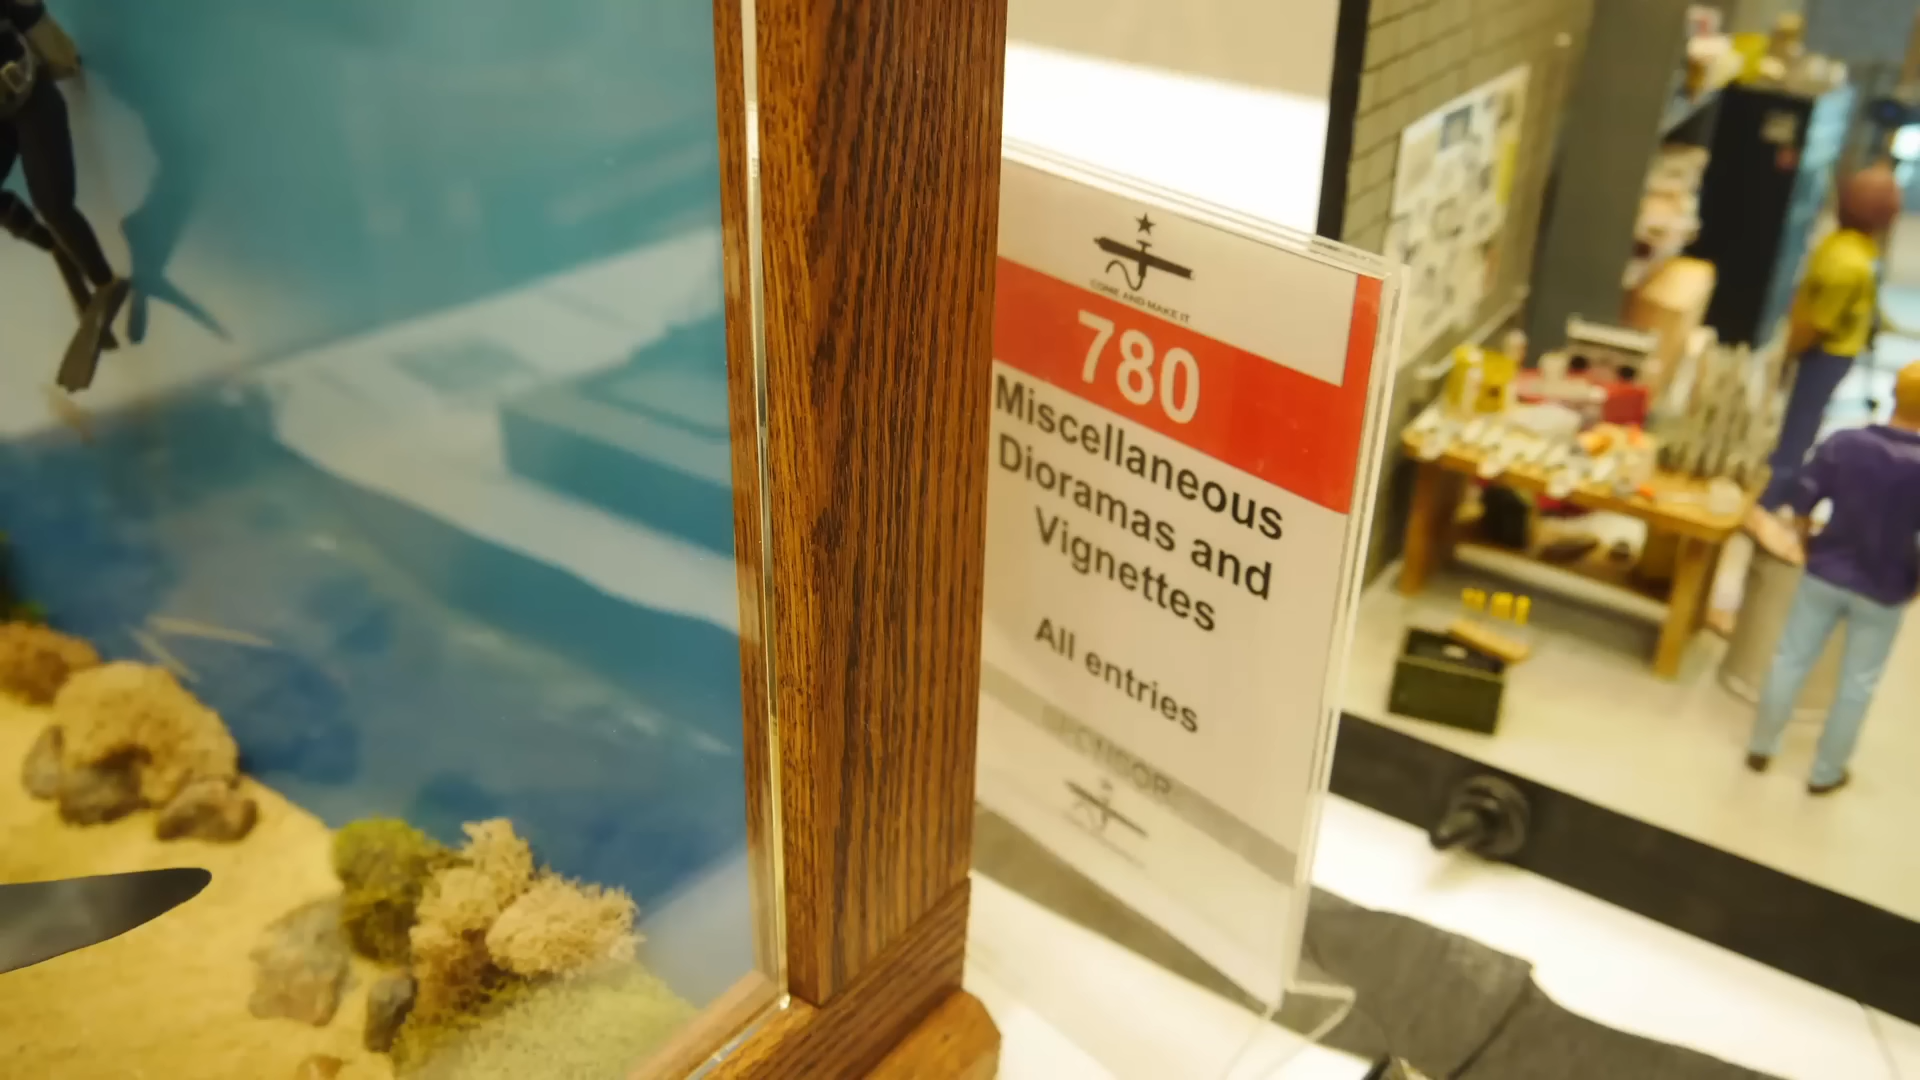 COME AND MAKE IT
780
Miscellaneous
Dioramas and
Vignettes
All entries